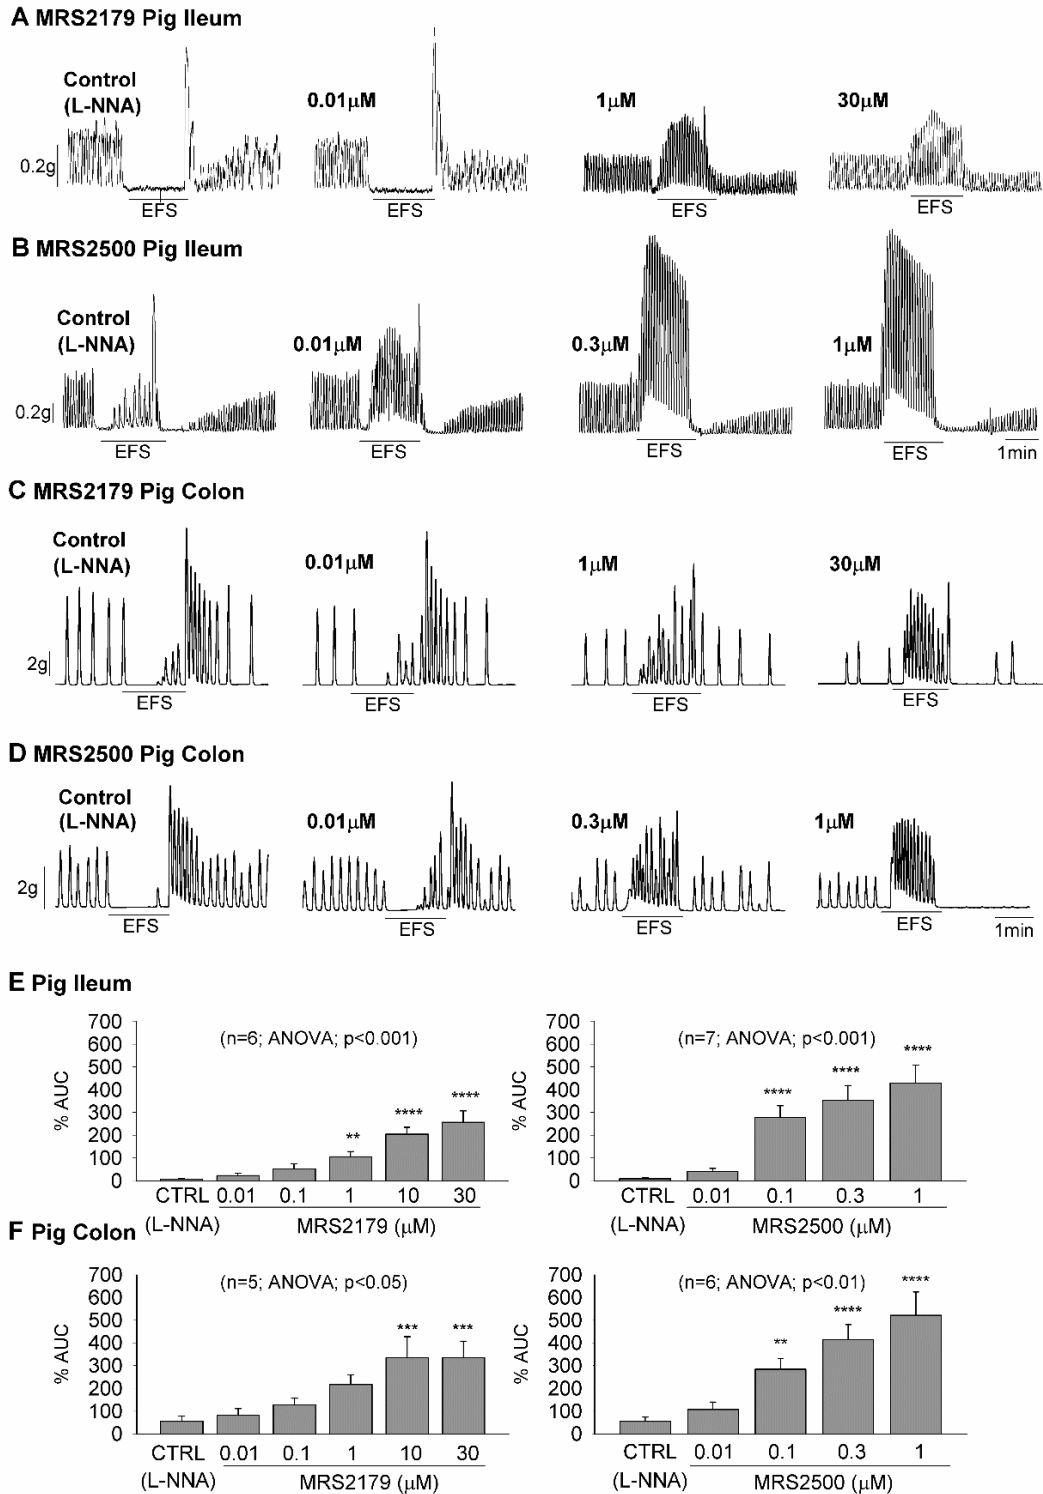 A MRS2179 Pig Ileum
Control
(L-NNA)
0.01μM
1μM
30μM
0.2g
EFS
EFS
EFS
EFS
B MRS2500 Pig Ileum
Control
(L-NNA)
0.01μM
0.3μM
1μM
0.2g
EFS
EFS
EFS
EFS
1min
C MRS2179 Pig Colon
Control
(L-NNA)
0.01μM
1μM
30μM
2g
EFS
EFS
EFS
EFS
D MRS2500 Pig Colon
Control
(L-NNA)
0.01μM
0.3μM
1μM
2g
EFS
EFS
EFS
EFS
1min
E Pig Ileum
% AUC
700
600
500
400
300
200
100
0
(n=6; ANOVA; p<0.001)
**
****
****
CTRL 0.01 0.1 1 10 30
(L-NNA) MRS2179 (μM)
% AUC
700
600
500
400
300
200
100
0
(n=7; ANOVA; p<0.001)
****
****
****
CTRL 0.01 0.1 0.3 1
(L-NNA) MRS2500 (μM)
F Pig Colon
% AUC
700
600
500
400
300
200
100
0
(n=5; ANOVA; p<0.05)
***
***
CTRL 0.01 0.1 1 10 30
(L-NNA) MRS2179 (μM)
% AUC
700
600
500
400
300
200
100
0
(n=6; ANOVA; p<0.01)
**
****
****
CTRL 0.01 0.1 0.3 1
(L-NNA) MRS2500 (μM)